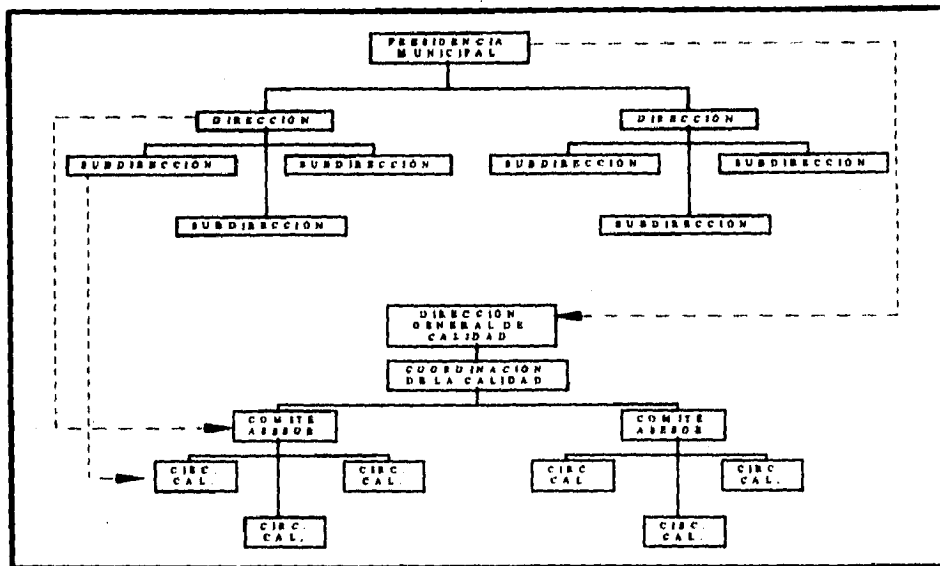 PRESIDENCIA
MUNICIPAL
DIRECCIÓN
DIRECCIÓN
SUBDIRECCIÓN
SUBDIRECCIÓN
SUBDIRECCIÓN
SUBDIRECCIÓN
SUBDIRECCIÓN
SUBDIRECCIÓN
DIRECCIÓN
GENERAL DE
CALIDAD
COORDINACIÓN
DE LA CALIDAD
COMITÉ
ASESOR
COMITÉ
ASESOR
CIRC.
CAL.
CIRC.
CAL.
CIRC.
CAL
CIRC.
CAL.
CIRC.
CAL.
CIRC.
CAL.